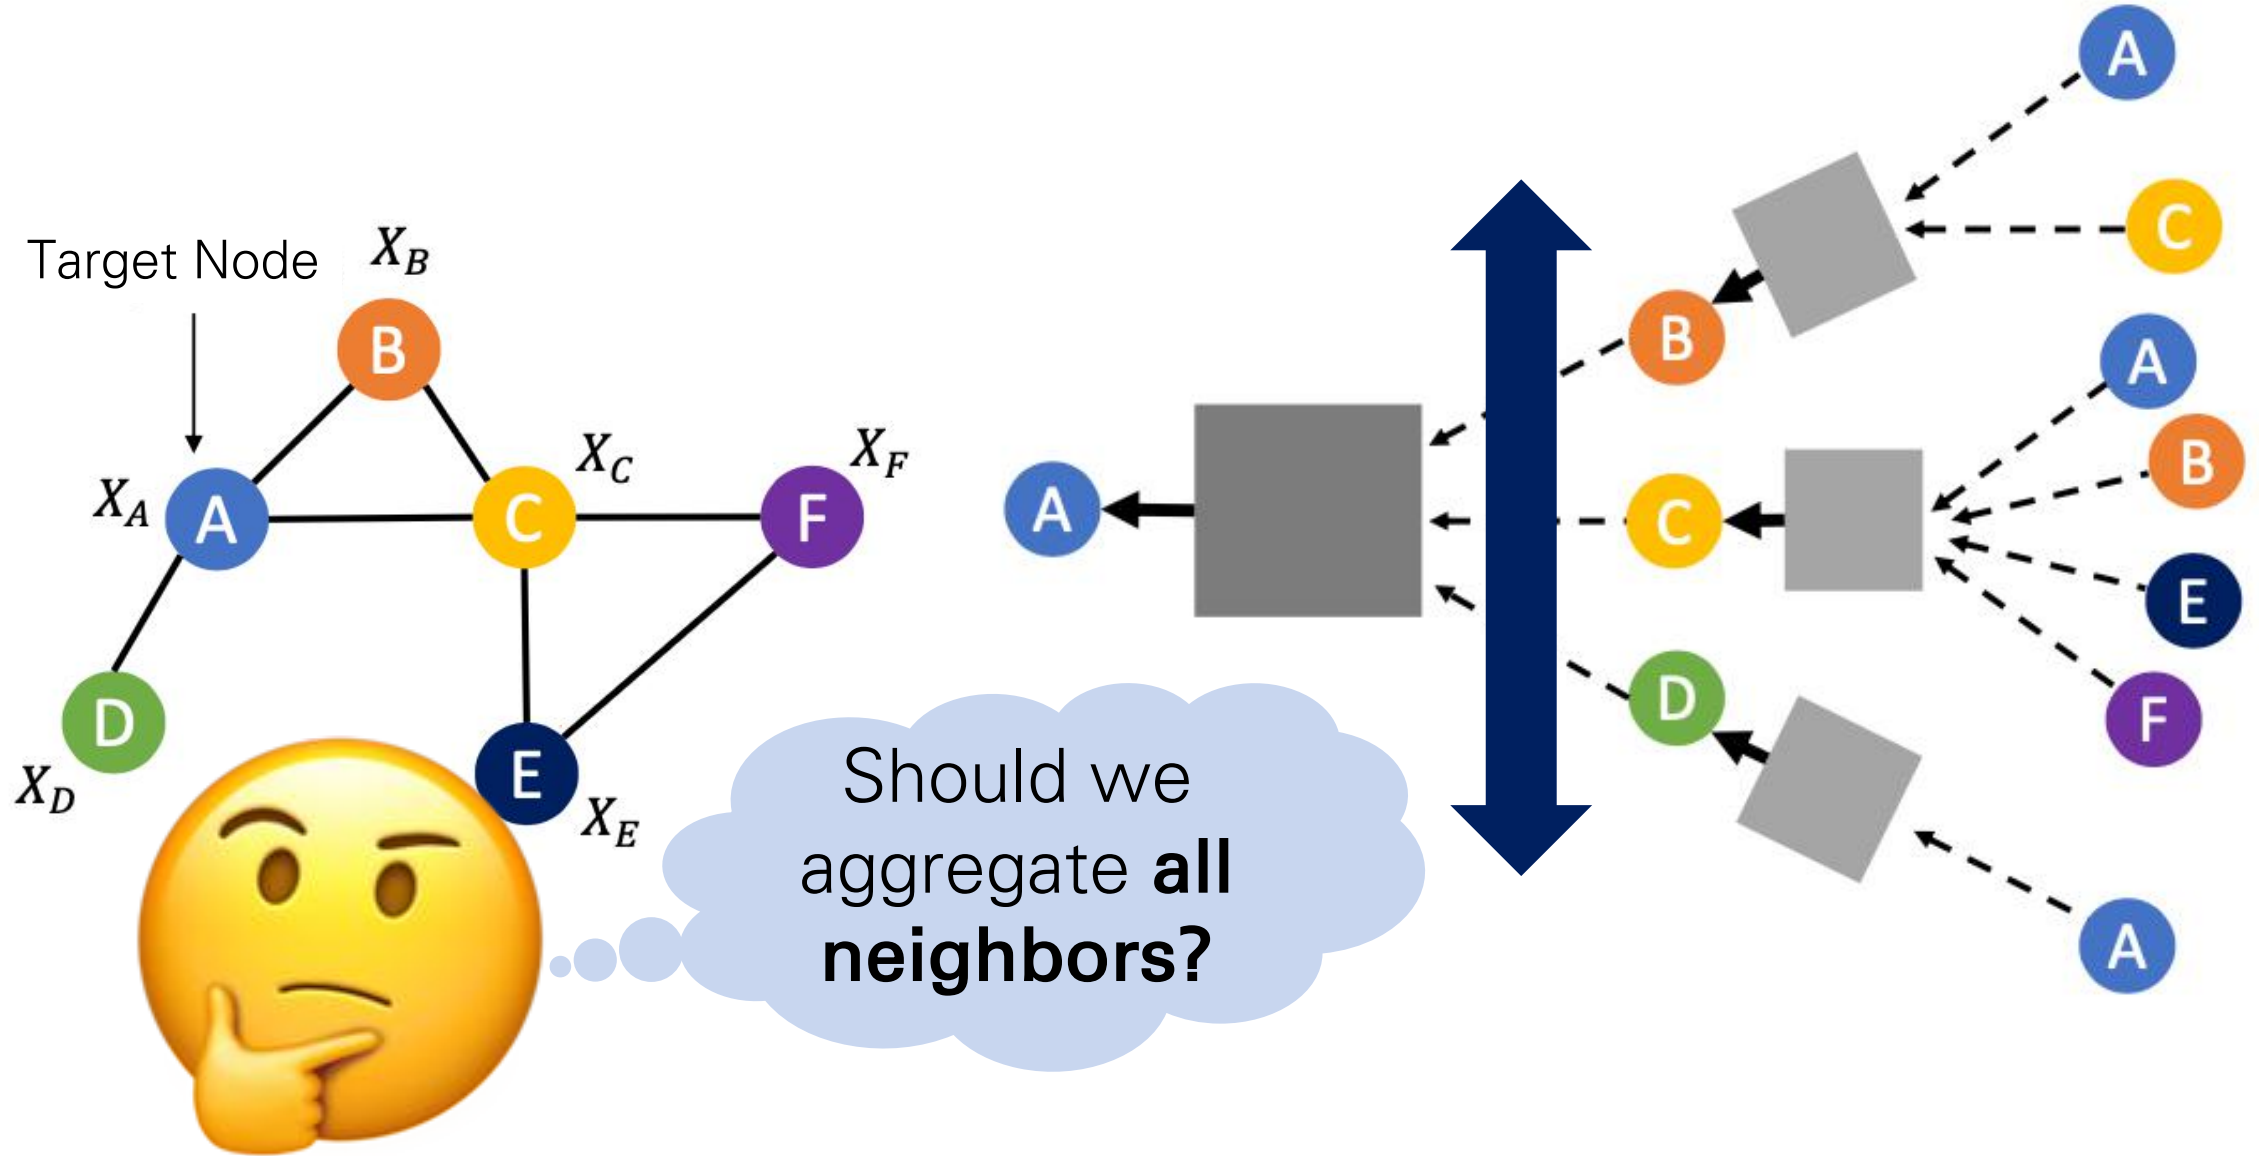 Target Node
X_B
B
X_C
X_F
X_A
A
C
F
D
X_D
E
X_E
Should we
aggregate all
neighbors?
A
B
C
D
A
C
A
B
E
F
A